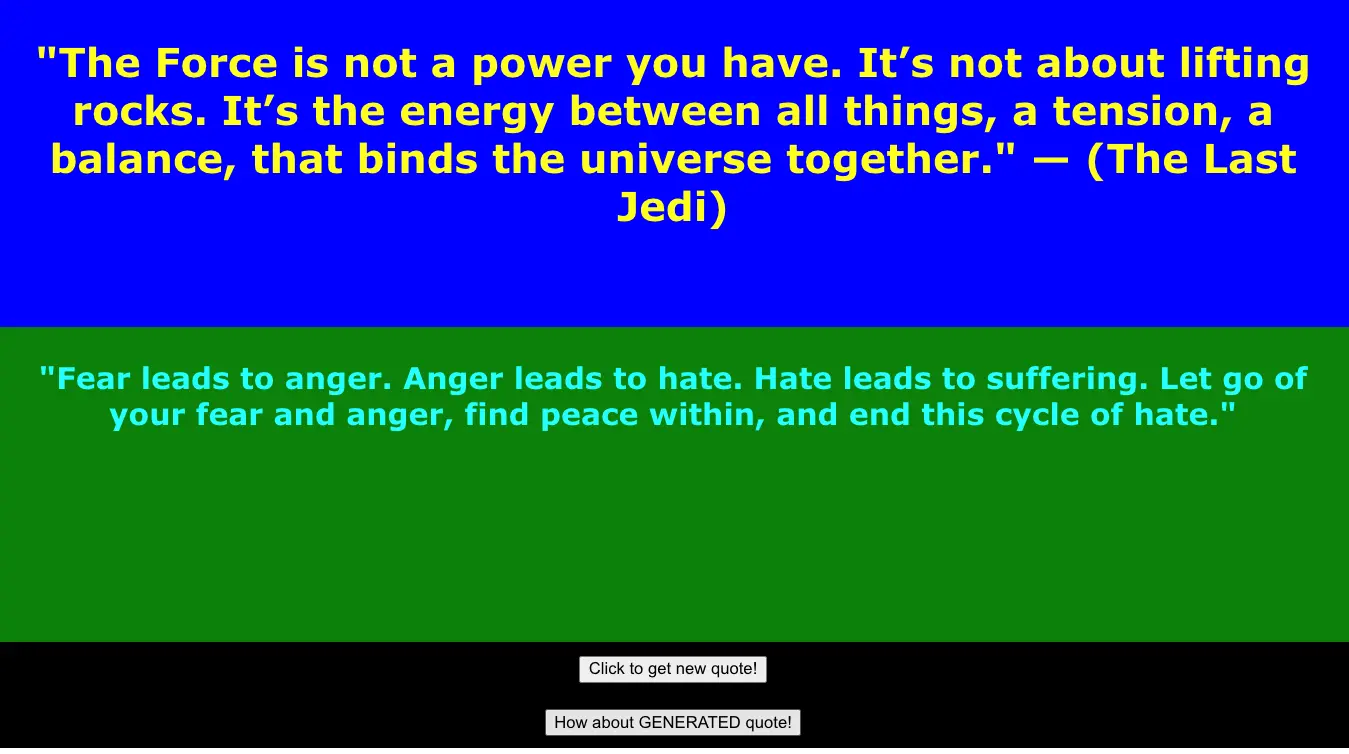 "The Force is not a power you have. It’s not about lifting
rocks. It’s the energy between all things, a tension, a
balance, that binds the universe together." — (The Last
Jedi)
"Fear leads to anger. Anger leads to hate. Hate leads to suffering. Let go of
your fear and anger, find peace within, and end this cycle of hate."
Click to get new quote!
How about GENERATED quote!